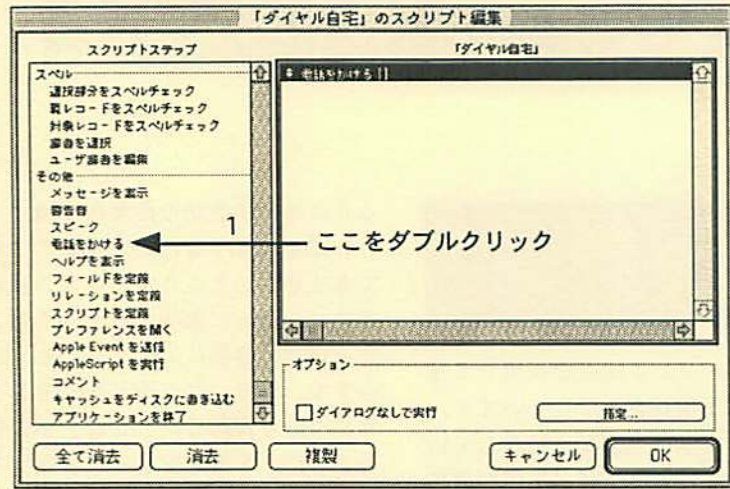 「ダイヤル自宅」のスクリプト編集
スクリプトステップ
スペル
選択部分をスペルチェック
現レコードをスペルチェック
対象レコードをスペルチェック
辞書を選択
ユーザ辞書を編集
その他
メッセージを表示
警告音
スピーク
電話をかける
ヘルプを表示
フィールドを定義
リレーションを定義
スクリプトを定義
プレファレンスを開く
Apple Event を送信
AppleScript を実行
コメント
キャッシュをディスクに書き込む
アプリケーションを終了
「ダイヤル自宅」
電話をかける []
1
ここをダブルクリック
オプション
ダイアログなしで実行
指定...
全て消去
消去
複製
キャンセル
OK